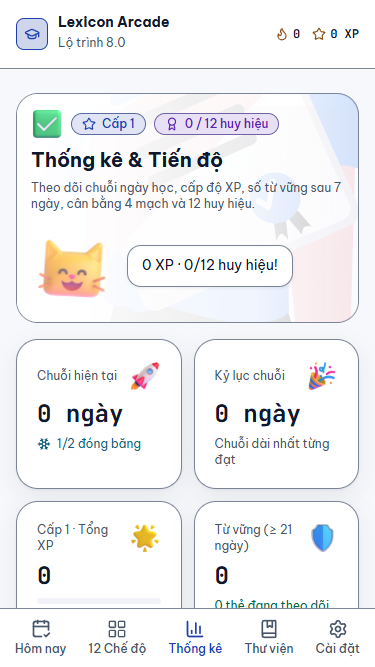 Lexicon Arcade
Lộ trình 8.0
0
0 XP
Cấp 1
0 / 12 huy hiệu
Thống kê & Tiến độ
Theo dõi chuỗi ngày học, cấp độ XP, số từ vững sau 7
ngày, cân bằng 4 mạch và 12 huy hiệu.
0 XP · 0/12 huy hiệu!
Chuỗi hiện tại
0 ngày
1/2 đóng băng
Kỷ lục chuỗi
0 ngày
Chuỗi dài nhất từng
đạt
Cấp 1 · Tổng
XP
0
Từ vững (≥ 21
ngày)
0
0 thẻ đang theo dõi
Hôm nay
12 Chế độ
Thống kê
Thư viện
Cài đặt